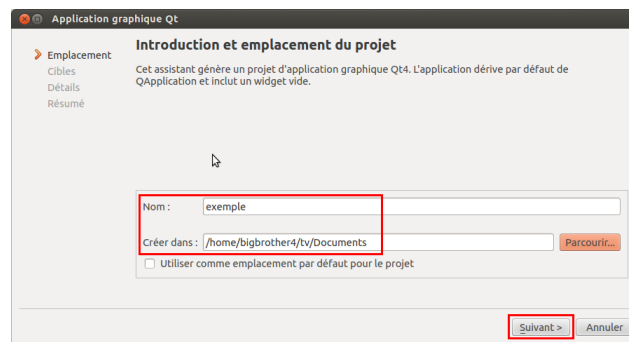 Application graphique Qt
Emplacement
Cibles
Détails
Résumé
Introduction et emplacement du projet
Cet assistant génère un projet d'application graphique Qt4. L'application dérive par défaut de
QApplication et inclut un widget vide.
Nom : exemple
Créer dans : /home/bigbrother4/tv/Documents Parcourir...
Utiliser comme emplacement par défaut pour le projet
Suivant > Annuler